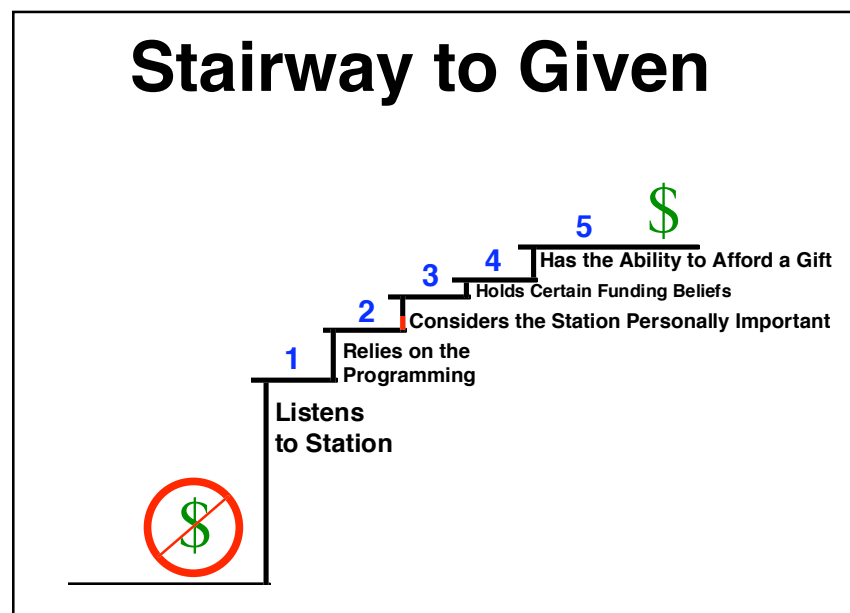 Stairway to Given
$
5
Has the Ability to Afford a Gift
4
Holds Certain Funding Beliefs
3
Considers the Station Personally Important
2
Relies on the
Programming
1
Listens
to Station
$